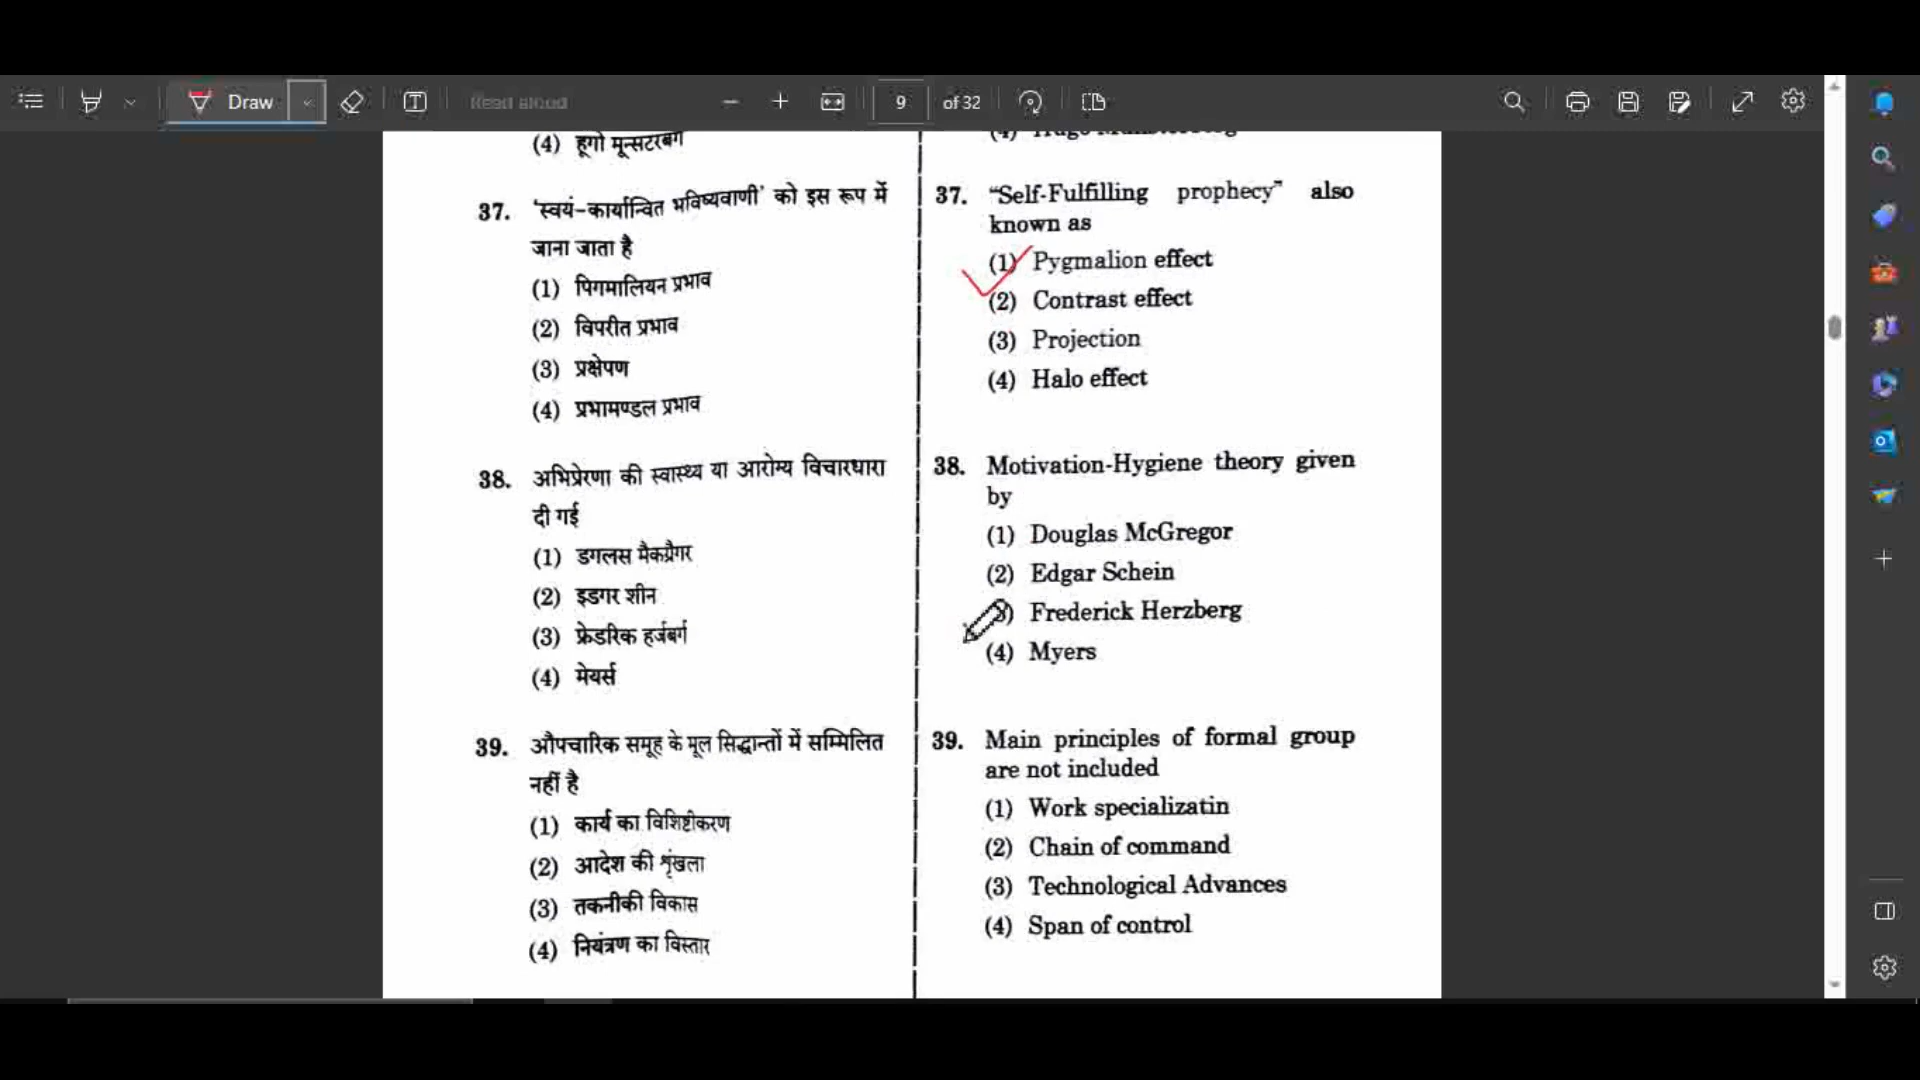 Draw
Read aloud
9 of 32
(4) हूगो मून्सटरबर्ग
37. ‘स्वयं-कार्यान्वित भविष्यवाणी’ को इस रूप में
जाना जाता है
(1) पिगमालियन प्रभाव
(2) विपरीत प्रभाव
(3) प्रक्षेपण
(4) प्रभामण्डल प्रभाव
38. अभिप्रेरणा की स्वास्थ्य या आरोग्य विचारधारा
दी गई
(1) डगलस मैकग्रैगर
(2) इडगर शीन
(3) फ्रेडरिक हर्जबर्ग
(4) मेयर्स
39. औपचारिक समूह के मूल सिद्धान्तों में सम्मिलित
नहीं है
(1) कार्य का विशिष्टीकरण
(2) आदेश की शृंखला
(3) तकनीकी विकास
(4) नियंत्रण का विस्तार
37. “Self-Fulfilling prophecy” also
known as
(1) Pygmalion effect
(2) Contrast effect
(3) Projection
(4) Halo effect
38. Motivation-Hygiene theory given
by
(1) Douglas McGregor
(2) Edgar Schein
Frederick Herzberg
(4) Myers
39. Main principles of formal group
are not included
(1) Work specializatin
(2) Chain of command
(3) Technological Advances
(4) Span of control